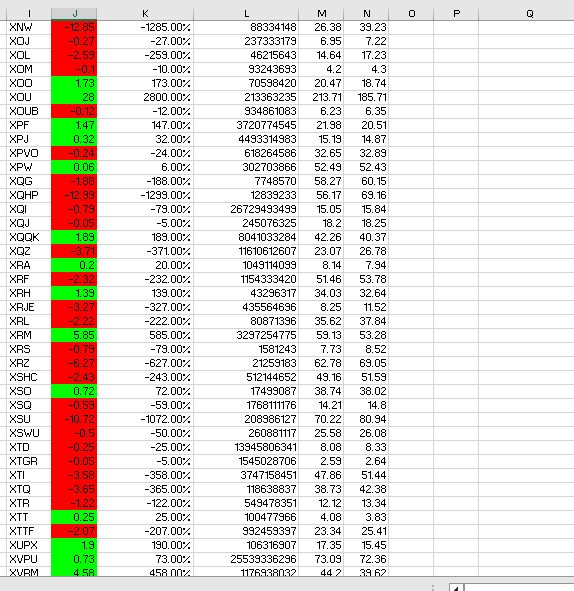 I J K L M N O P Q
XNW -12.85 -1285.00% 88334148 26.38 39.23
XOJ -0.27 -27.00% 237333179 6.95 7.22
XOL -2.59 -259.00% 46215643 14.64 17.23
XOM -0.1 -10.00% 93243693 4.2 4.3
XOO 1.73 173.00% 70598420 20.47 18.74
XOU 28 2800.00% 213363235 213.71 185.71
XOUB -0.12 -12.00% 934861083 6.23 6.35
XPF 1.47 147.00% 3720774545 21.98 20.51
XPJ 0.32 32.00% 4493314983 15.19 14.87
XPVO -0.24 -24.00% 618264586 32.65 32.89
XPW 0.06 6.00% 302703866 52.49 52.43
XQG -1.88 -188.00% 7748570 58.27 60.15
XQHP -12.99 -1299.00% 12839233 56.17 69.16
XQI -0.79 -79.00% 26729493499 15.05 15.84
XQJ -0.05 -5.00% 245076325 18.2 18.25
XQQK 1.89 189.00% 8041033284 42.26 40.37
XQZ -3.71 -371.00% 11610612607 23.07 26.78
XRA 0.2 20.00% 1049114099 8.14 7.94
XRF -2.32 -232.00% 1154333420 51.46 53.78
XRH 1.39 139.00% 43296317 34.03 32.64
XRJE -3.27 -327.00% 435564696 8.25 11.52
XRL -2.22 -222.00% 80871396 35.62 37.84
XRM 5.85 585.00% 3297254775 59.13 53.28
XRS -0.79 -79.00% 1581243 7.73 8.52
XRZ -6.27 -627.00% 21259183 62.78 69.05
XSHC -2.43 -243.00% 512144652 49.16 51.59
XSO 0.72 72.00% 17499087 38.74 38.02
XSQ -0.59 -59.00% 1768111176 14.21 14.8
XSU -10.72 -1072.00% 208986127 70.22 80.94
XSWU -0.5 -50.00% 260881117 25.58 26.08
XTD -0.25 -25.00% 13945806341 8.08 8.33
XTGR -0.05 -5.00% 1545028706 2.59 2.64
XTI -3.58 -358.00% 3747158451 47.86 51.44
XTQ -3.65 -365.00% 118638837 38.73 42.38
XTR -1.22 -122.00% 549478351 12.12 13.34
XTT 0.25 25.00% 100477966 4.08 3.83
XTTF -2.07 -207.00% 992459397 23.34 25.41
XUPX 1.9 190.00% 106316907 17.35 15.45
XVPU 0.73 73.00% 25539336296 73.09 72.36
XVRM 4.58 458.00% 1176938032 44.2 39.62